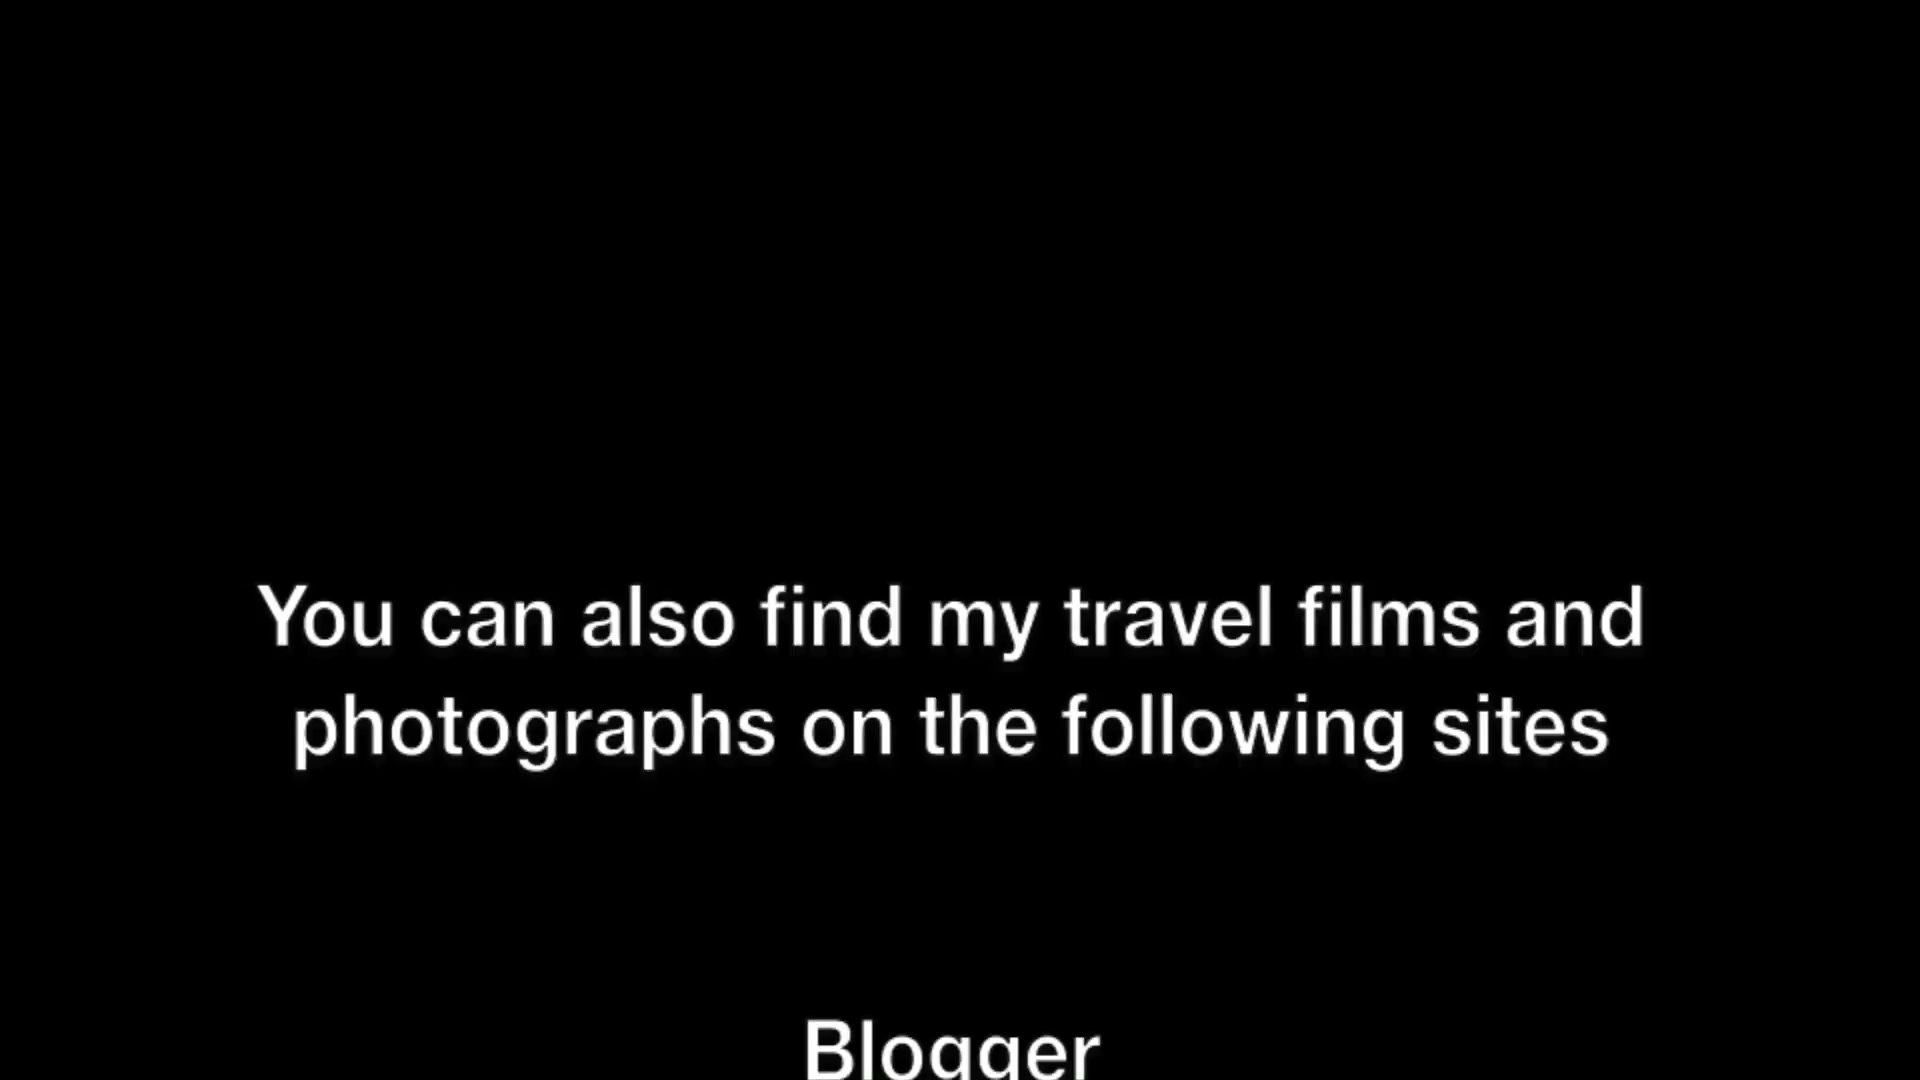 You can also find my travel films and
photographs on the following sites
Blogger